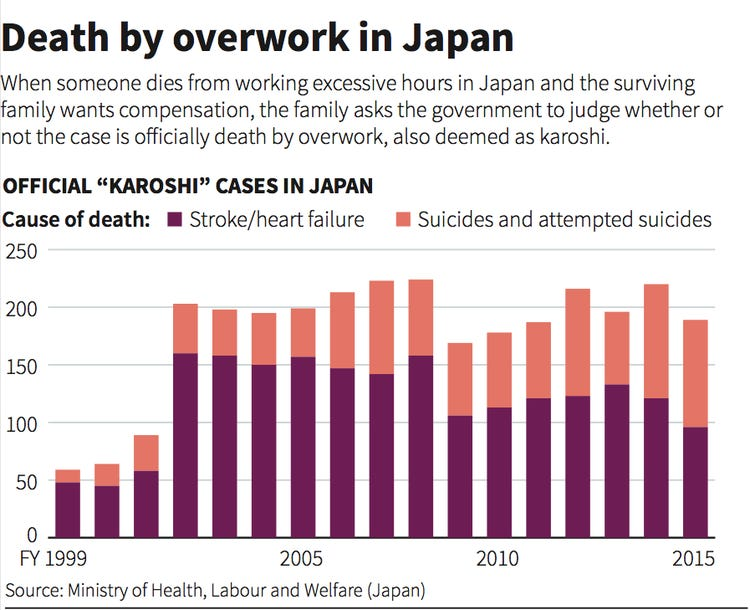 Death by overwork in Japan
When someone dies from working excessive hours in Japan and the surviving
family wants compensation, the family asks the government to judge whether or
not the case is officially death by overwork, also deemed as karoshi.
OFFICIAL “KAROSHI” CASES IN JAPAN
Cause of death: Stroke/heart failure Suicides and attempted suicides
250
200
150
100
50
0
FY 1999 2005 2010 2015
Source: Ministry of Health, Labour and Welfare (Japan)